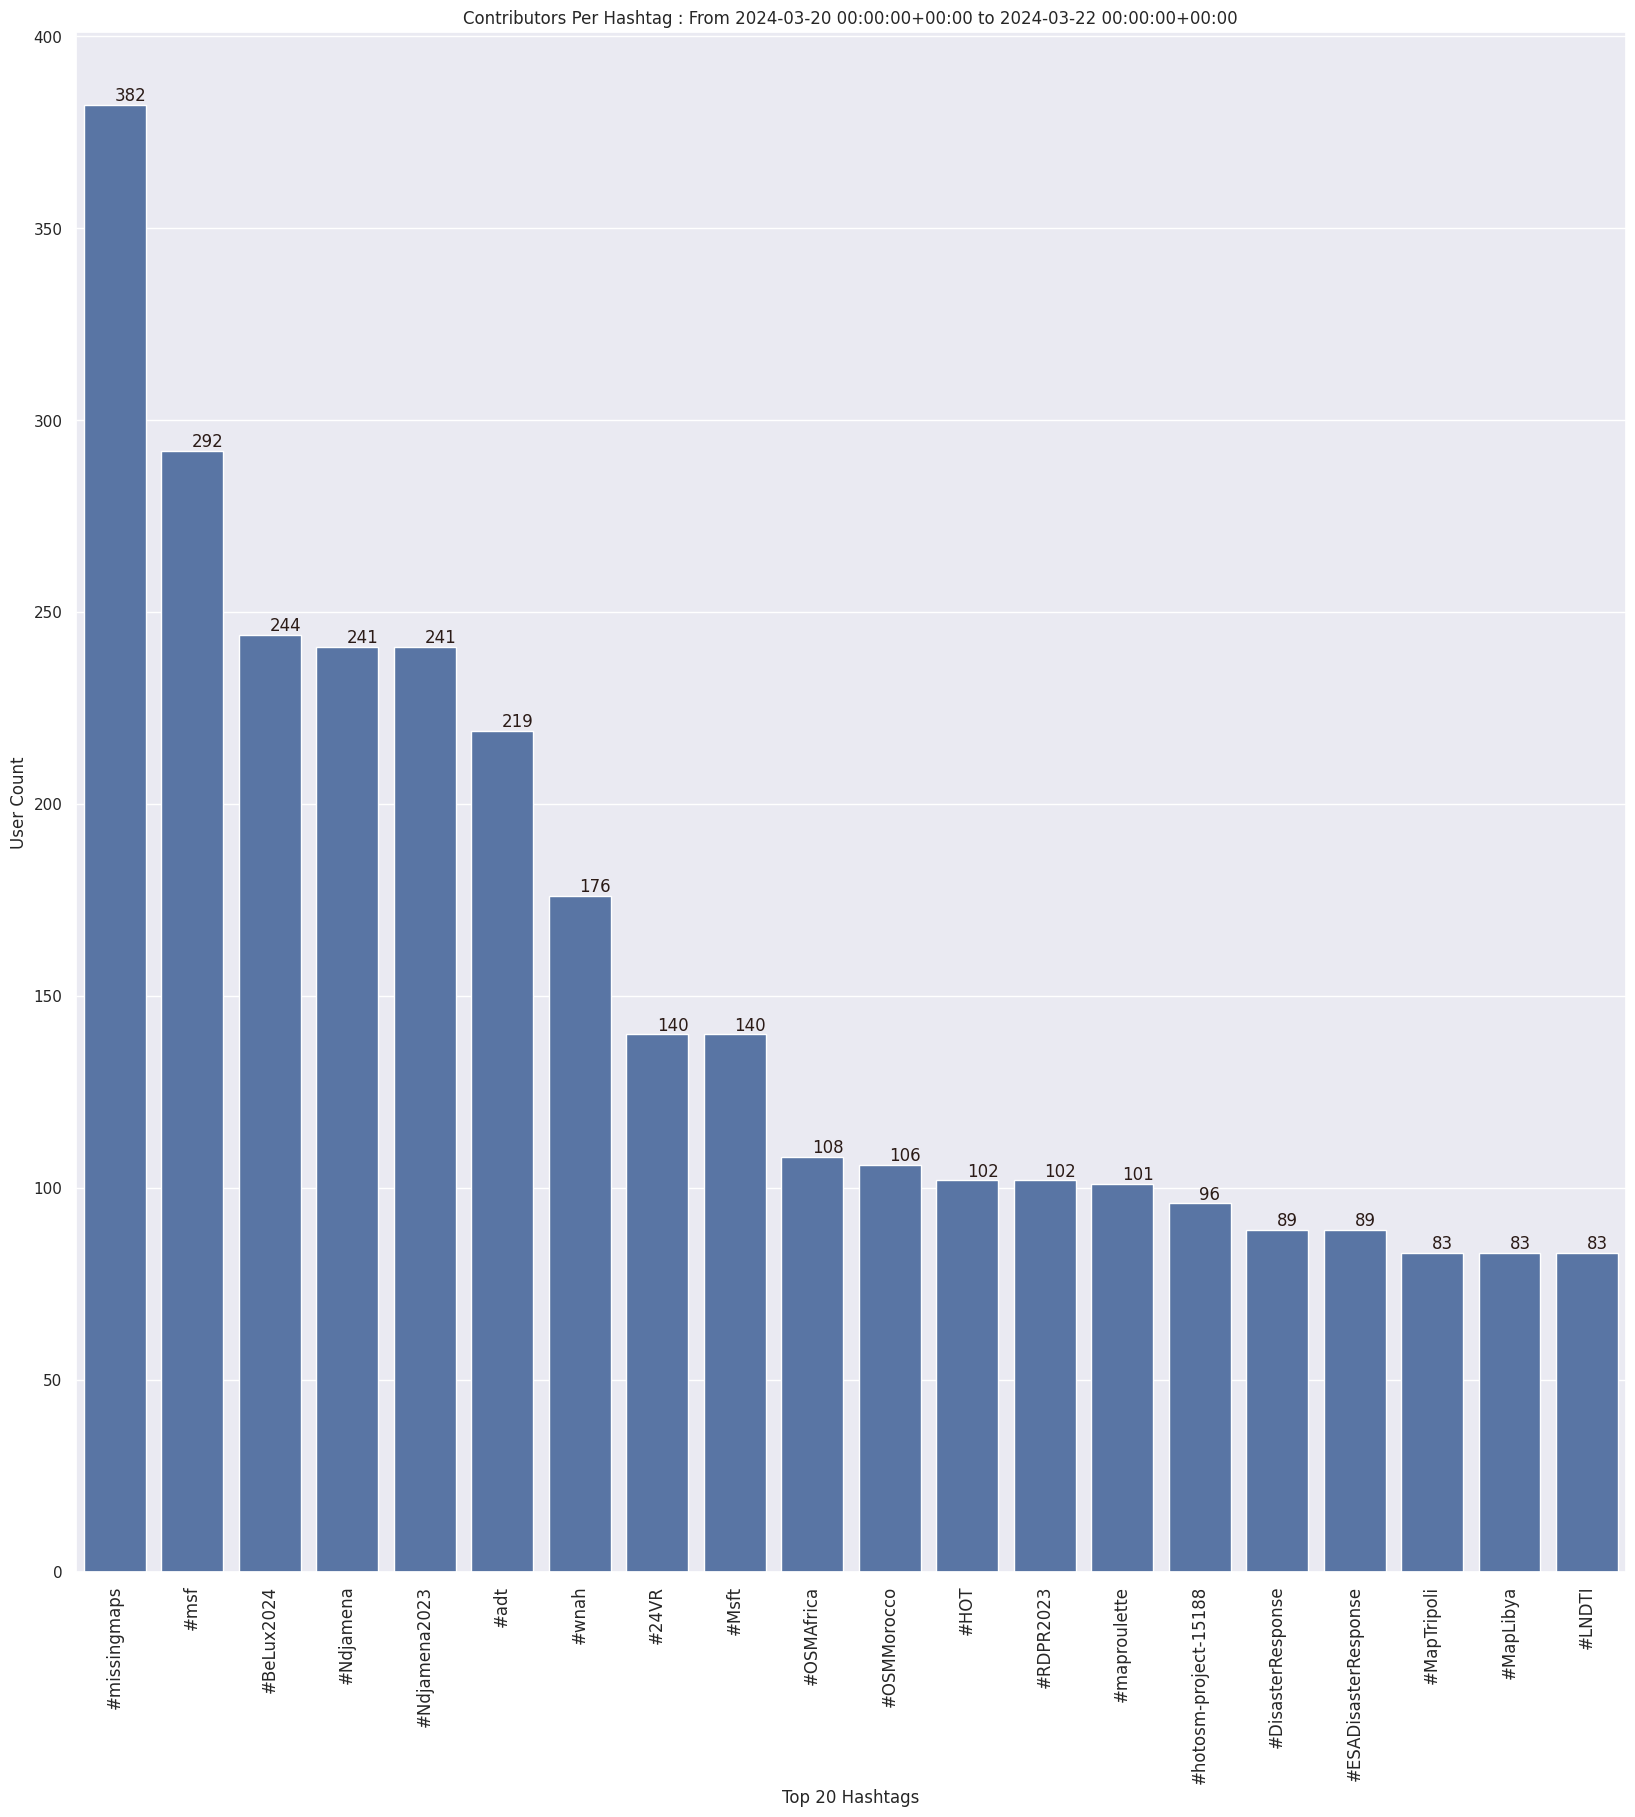 Contributors Per Hashtag : From 2024-03-20 00:00:00+00:00 to 2024-03-22 00:00:00+00:00
User Count
400
350
300
250
200
150
100
50
0
382
292
244
241
241
219
176
140
140
108
106
102
102
101
96
89
89
83
83
83
#missingmaps
#msf
#BeLux2024
#Ndjamena
#Ndjamena2023
#adt
#wnah
#24VR
#Msft
#OSMAfrica
#OSMMorocco
#HOT
#RDPR2023
#maproulette
#hotosm-project-15188
#DisasterResponse
#ESADisasterResponse
#MapTripoli
#MapLibya
#LNDTI
Top 20 Hashtags